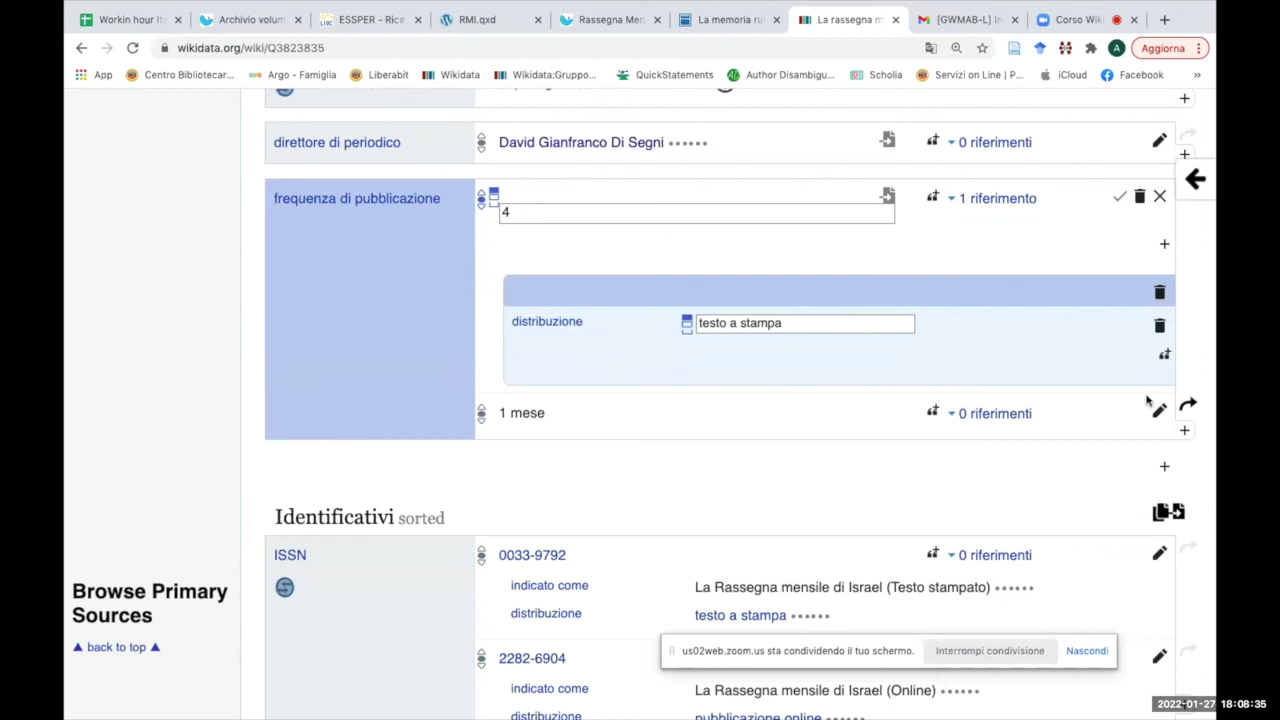 Workin hour It
Archivio volum
ESSPER - Rice
RMI.qxd
Rassegna Men
La memoria ru
La rassegna m
[GWMAB-L] In
Corso Wiki
wikidata.org/wiki/Q3823835
A
Aggiorna
App
Centro Bibliotecar...
Argo - Famiglia
Liberabit
Wikidata
Wikidata:Gruppo...
QuickStatements
Author Disambigu...
Scholia
Servizi on Line | P...
iCloud
Facebook
»
direttore di periodico
David Gianfranco Di Segni
0 riferimenti
frequenza di pubblicazione
4
1 riferimento
distribuzione
testo a stampa
1 mese
0 riferimenti
Identificativi sorted
ISSN
0033-9792
0 riferimenti
indicato come
La Rassegna mensile di Israel (Testo stampato)
distribuzione
testo a stampa
Browse Primary
Sources
▲ back to top ▲
us02web.zoom.us sta condividendo il tuo schermo.
Interrompi condivisione
Nascondi
2282-6904
indicato come
La Rassegna mensile di Israel (Online)
distribuzione
pubblicazione online
2022-01-27 18:08:35